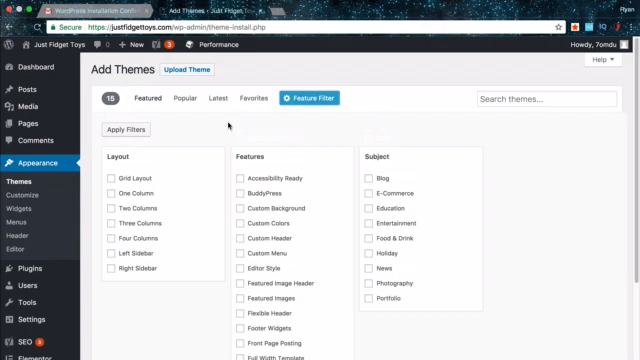 WordPress Installation Confi
Add Themes ‹ Just Fidget Toys
Ryan
Secure
https://justfidgettoys.com/wp-admin/theme-install.php
Just Fidget Toys
0
New
3
Performance
Howdy, 7omdu
Dashboard
Posts
Media
Pages
Comments
Appearance
Themes
Customize
Widgets
Menus
Header
Editor
Plugins
Users
Tools
Settings
SEO 3
Elementor
Help
Add Themes
Upload Theme
15
Featured
Popular
Latest
Favorites
Feature Filter
Search themes...
Apply Filters
Layout
Grid Layout
One Column
Two Columns
Three Columns
Four Columns
Left Sidebar
Right Sidebar
Features
Accessibility Ready
BuddyPress
Custom Background
Custom Colors
Custom Header
Custom Menu
Editor Style
Featured Image Header
Featured Images
Flexible Header
Footer Widgets
Front Page Posting
Full Width Template
Subject
Blog
E-Commerce
Education
Entertainment
Food & Drink
Holiday
News
Photography
Portfolio